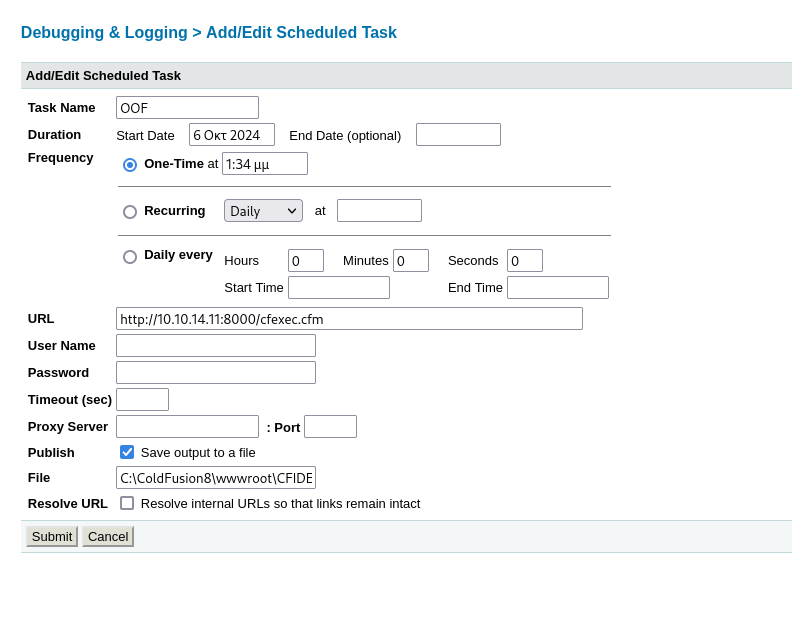 Debugging & Logging > Add/Edit Scheduled Task
Add/Edit Scheduled Task
Task Name OOF
Duration Start Date 6 Οκτ 2024 End Date (optional)
Frequency One-Time at 1:34 μμ
Recurring Daily at
Daily every Hours 0 Minutes 0 Seconds 0
Start Time End Time
URL http://10.10.14.11:8000/cfexec.cfm
User Name
Password
Timeout (sec)
Proxy Server : Port
Publish Save output to a file
File C:\ColdFusion8\wwwroot\CFIDE
Resolve URL Resolve internal URLs so that links remain intact
Submit Cancel